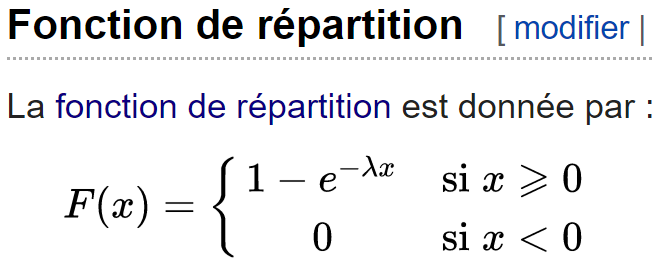 Fonction de répartition [ modifier |
La fonction de répartition est donnée par :
F(x) = { 1 − e^{−λx} si x ⩾ 0
0 si x < 0